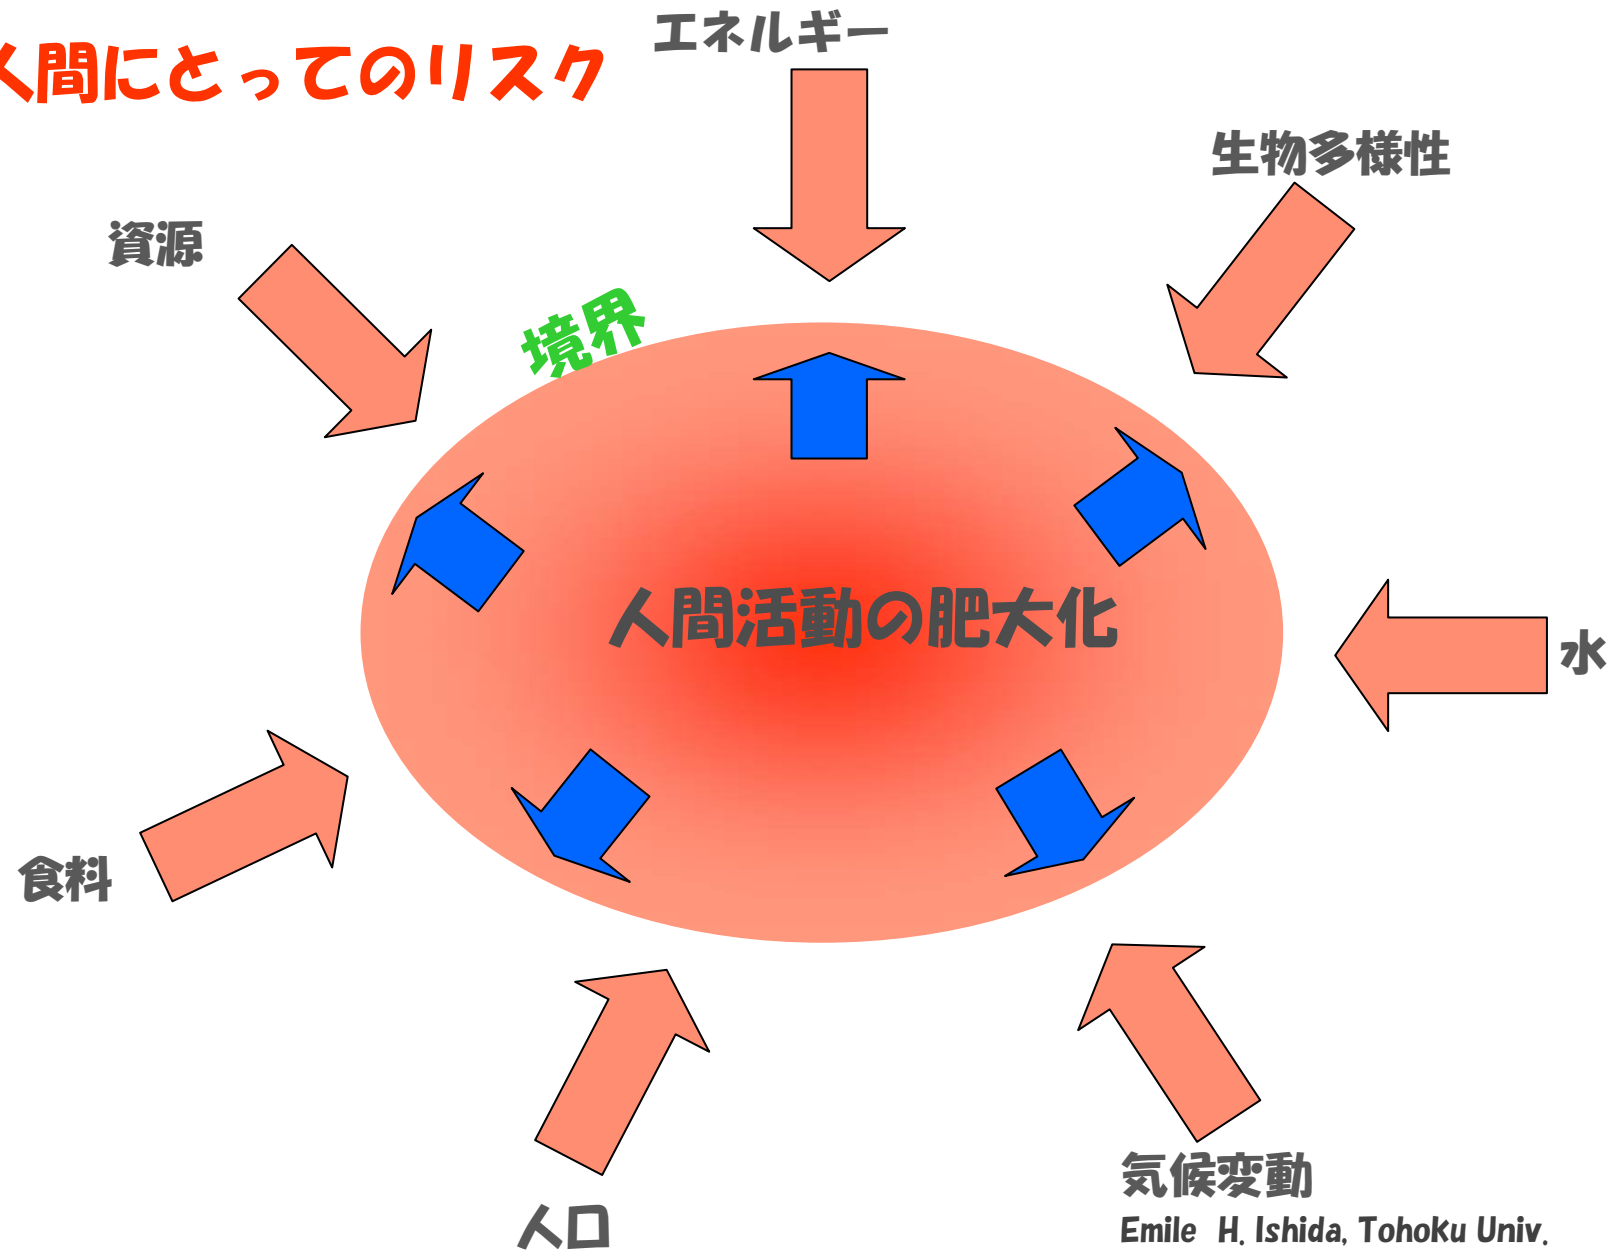 人間にとってのリスク
エネルギー
生物多様性
資源
境界
人間活動の肥大化
水
食料
気候変動
人口
Emile H. Ishida, Tohoku Univ.